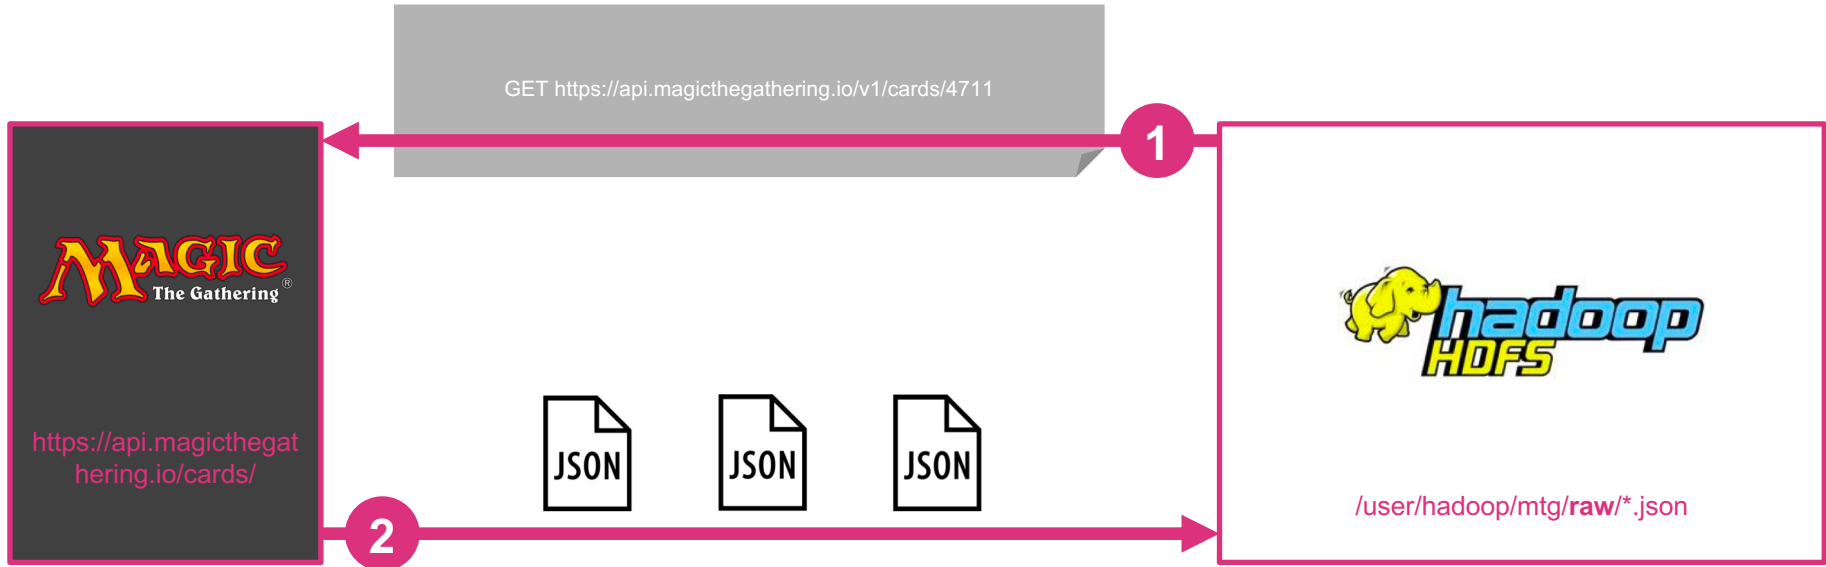 GET https://api.magicthegathering.io/v1/cards/4711
1
MAGIC
The Gathering®
hadoop
HDFS
https://api.magicthegat
hering.io/cards/
JSON
JSON
JSON
/user/hadoop/mtg/raw/*.json
2